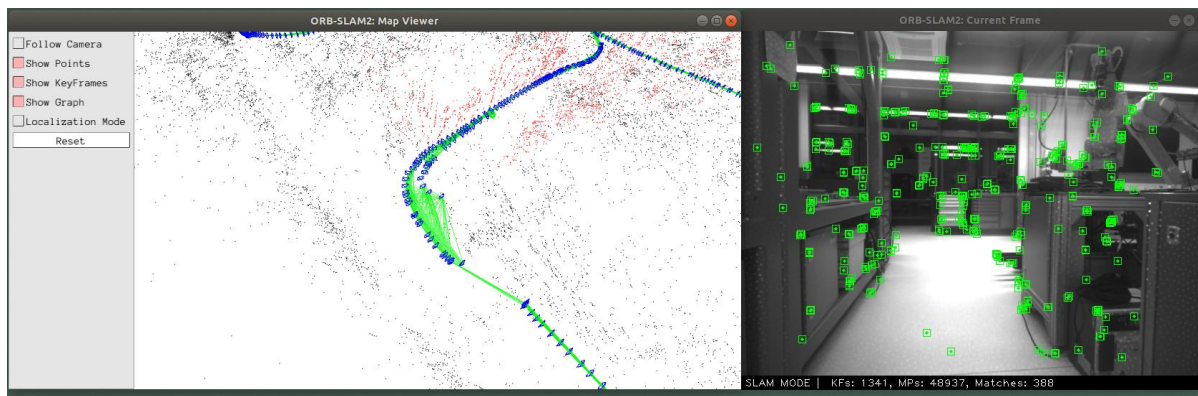 ORB-SLAM2: Map Viewer
Follow Camera
Show Points
Show KeyFrames
Show Graph
Localization Mode
Reset
ORB-SLAM2: Current Frame
SLAM MODE | KFs: 1341, MPs: 48937, Matches: 388